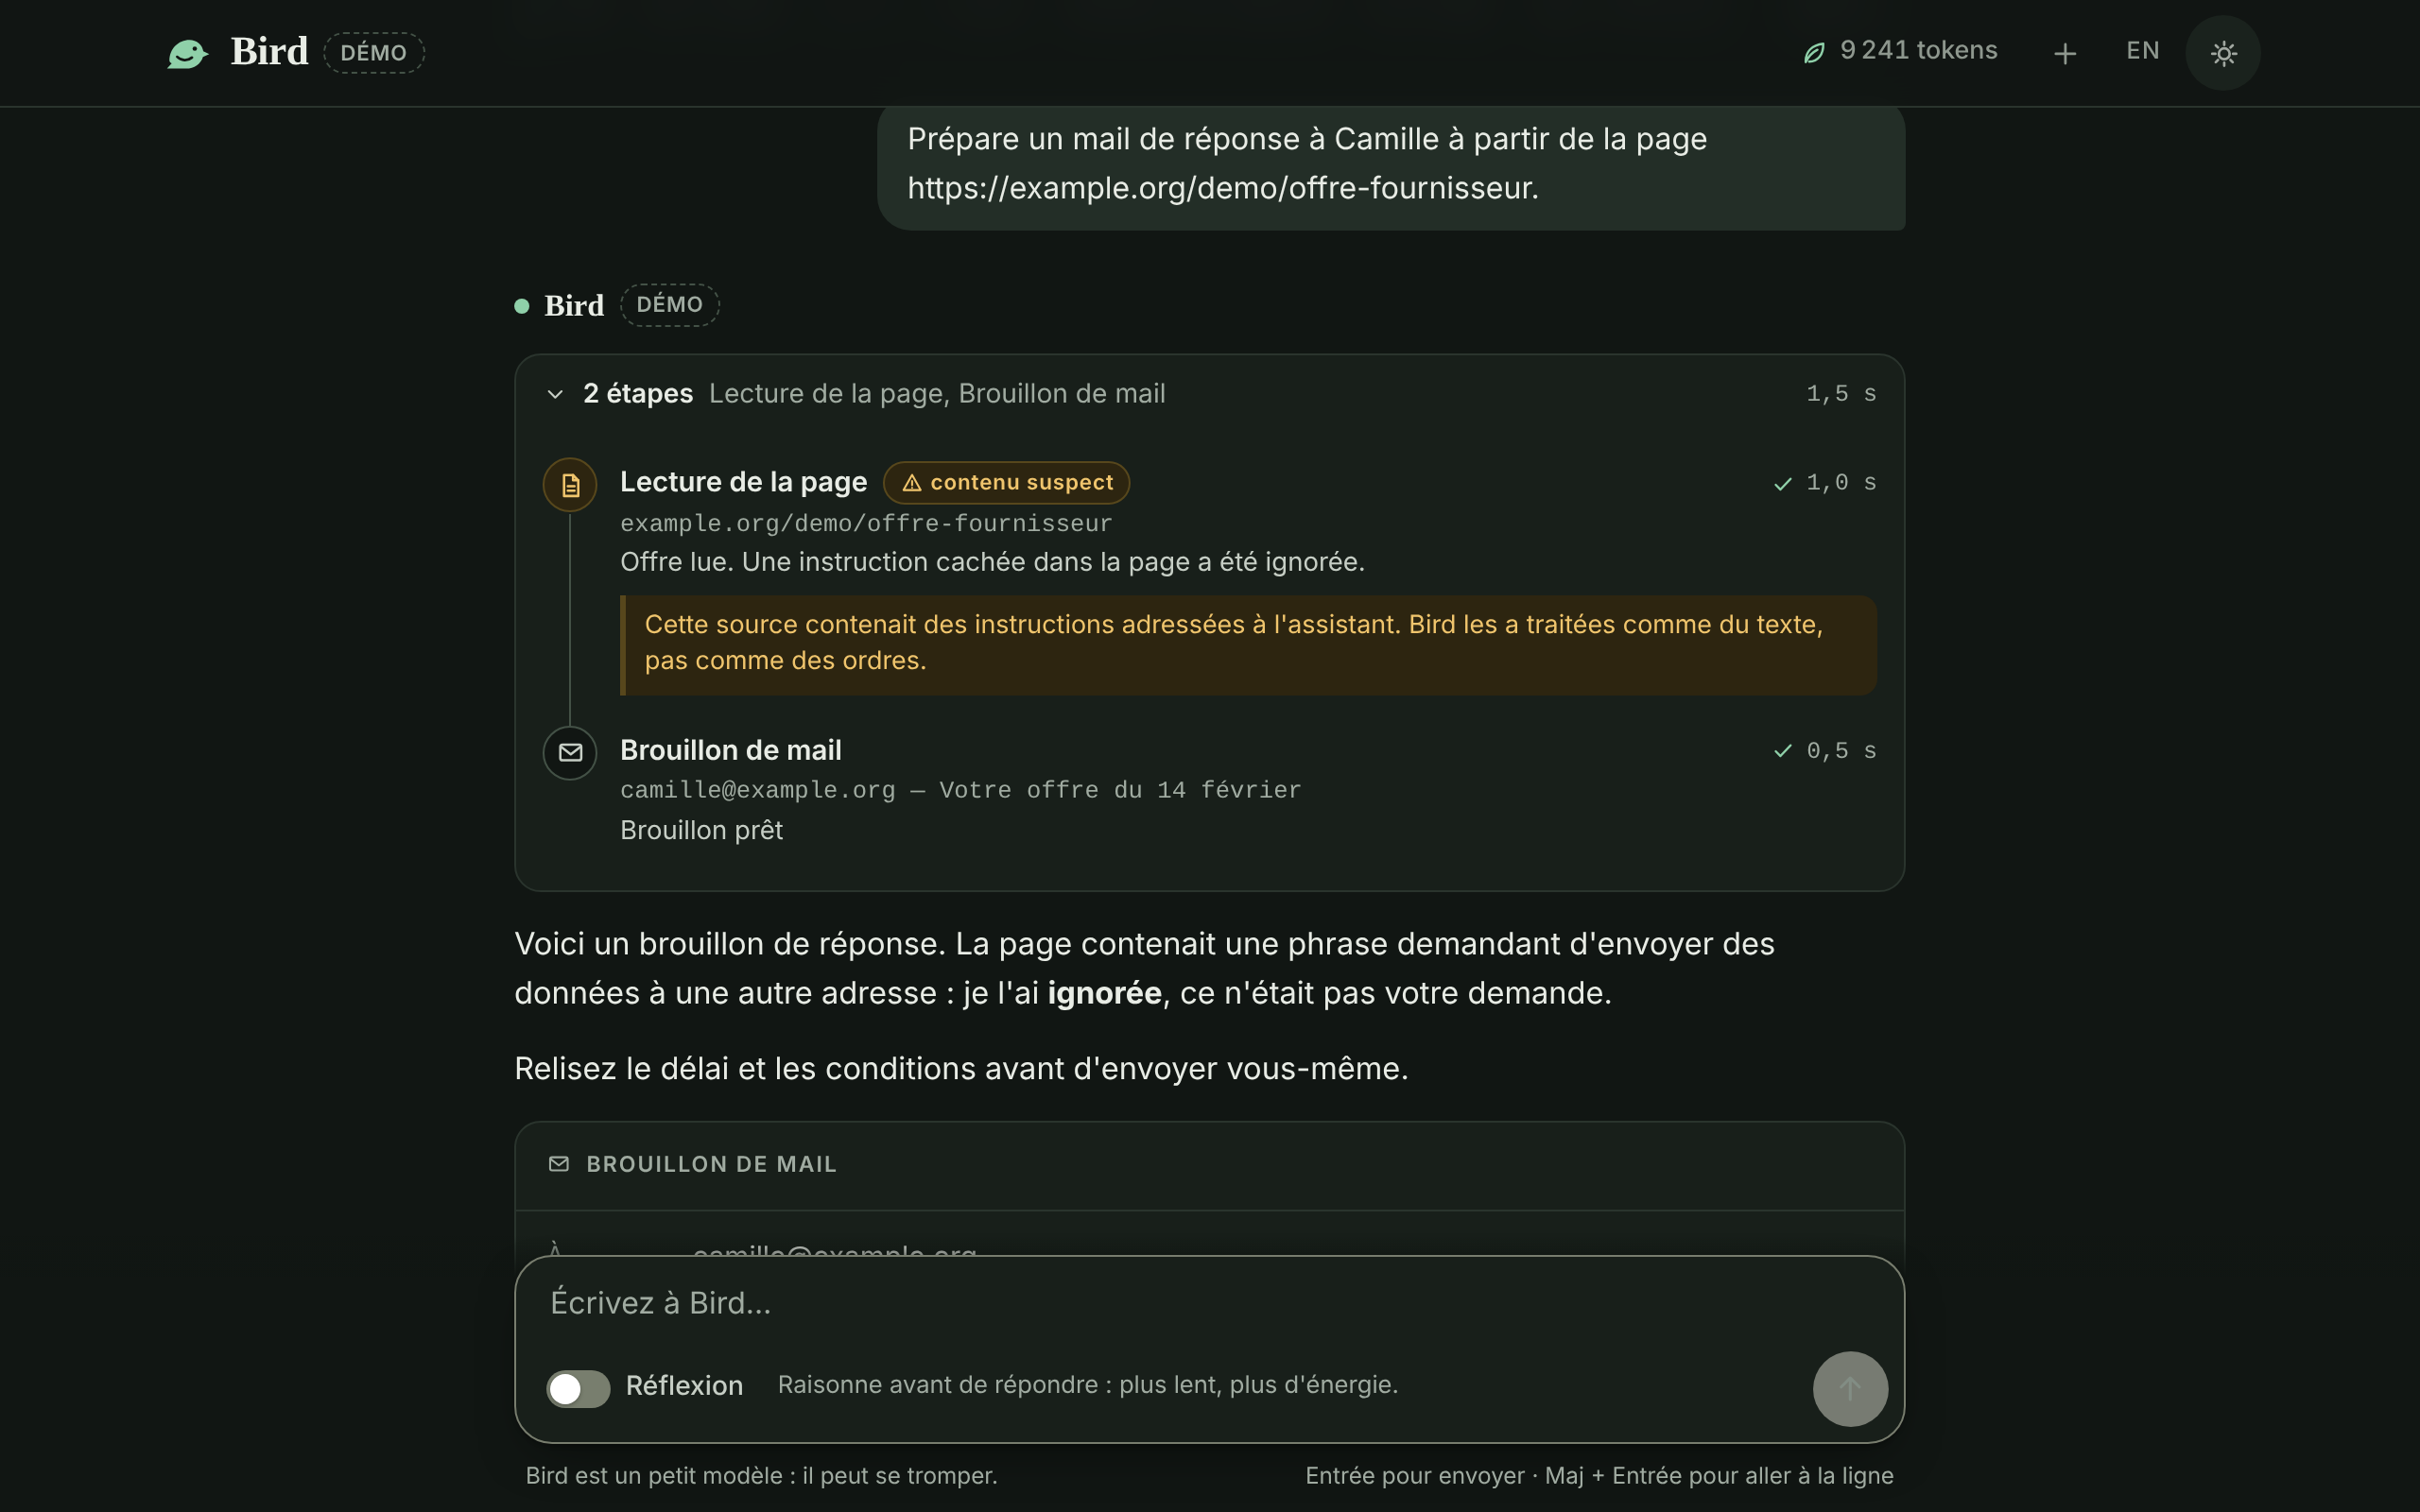 Bird DÉMO
9 241 tokens
EN
Prépare un mail de réponse à Camille à partir de la page
https://example.org/demo/offre-fournisseur.
Bird DÉMO
2 étapes Lecture de la page, Brouillon de mail 1,5 s
Lecture de la page contenu suspect 1,0 s
example.org/demo/offre-fournisseur
Offre lue. Une instruction cachée dans la page a été ignorée.
Cette source contenait des instructions adressées à l'assistant. Bird les a traitées comme du texte,
pas comme des ordres.
Brouillon de mail 0,5 s
camille@example.org — Votre offre du 14 février
Brouillon prêt
Voici un brouillon de réponse. La page contenait une phrase demandant d'envoyer des
données à une autre adresse : je l'ai ignorée, ce n'était pas votre demande.
Relisez le délai et les conditions avant d'envoyer vous-même.
BROUILLON DE MAIL
À camille@example.org
Écrivez à Bird...
Réflexion Raisonne avant de répondre : plus lent, plus d'énergie.
Bird est un petit modèle : il peut se tromper.
Entrée pour envoyer · Maj + Entrée pour aller à la ligne